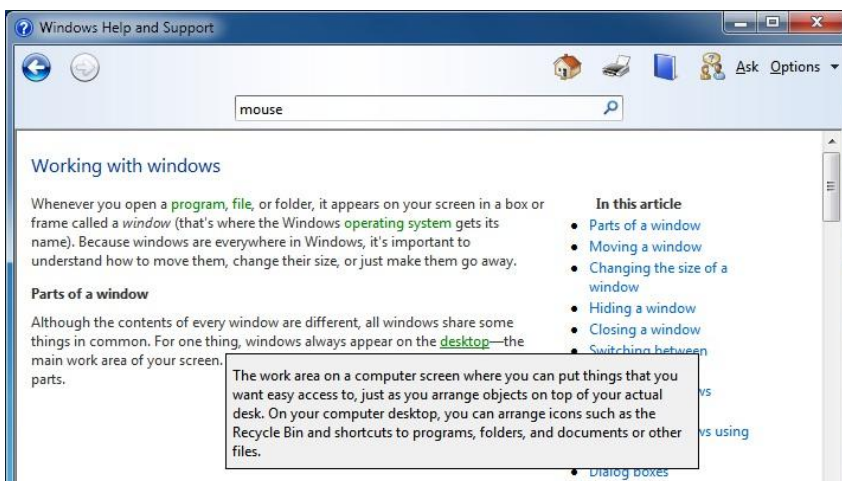 Windows Help and Support
Ask Options
mouse
Working with windows
Whenever you open a program, file, or folder, it appears on your screen in a box or
frame called a window (that's where the Windows operating system gets its
name). Because windows are everywhere in Windows, it's important to
understand how to move them, change their size, or just make them go away.
Parts of a window
Although the contents of every window are different, all windows share some
things in common. For one thing, windows always appear on the desktop—the
main work area of your screen.
parts.
The work area on a computer screen where you can put things that you
want easy access to, just as you arrange objects on top of your actual
desk. On your computer desktop, you can arrange icons such as the
Recycle Bin and shortcuts to programs, folders, and documents or other
files.
In this article
Parts of a window
Moving a window
Changing the size of a
window
Hiding a window
Closing a window
Switching between
using
Dialog boxes